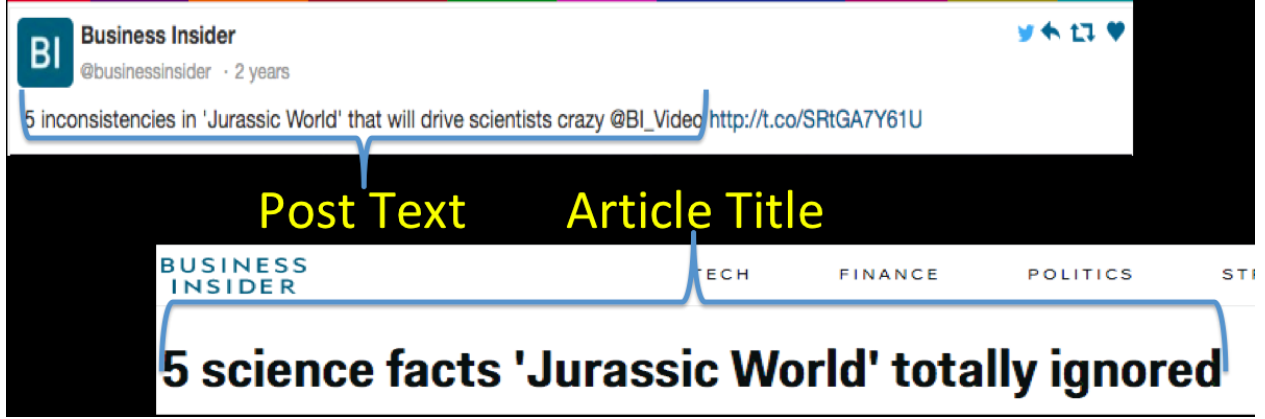 BI
Business Insider
@businessinsider · 2 years
5 inconsistencies in 'Jurassic World' that will drive scientists crazy @BI_Video http://t.co/SRtGA7Y61U
Post Text
Article Title
BUSINESS
INSIDER
TECH FINANCE POLITICS STR
5 science facts 'Jurassic World' totally ignored